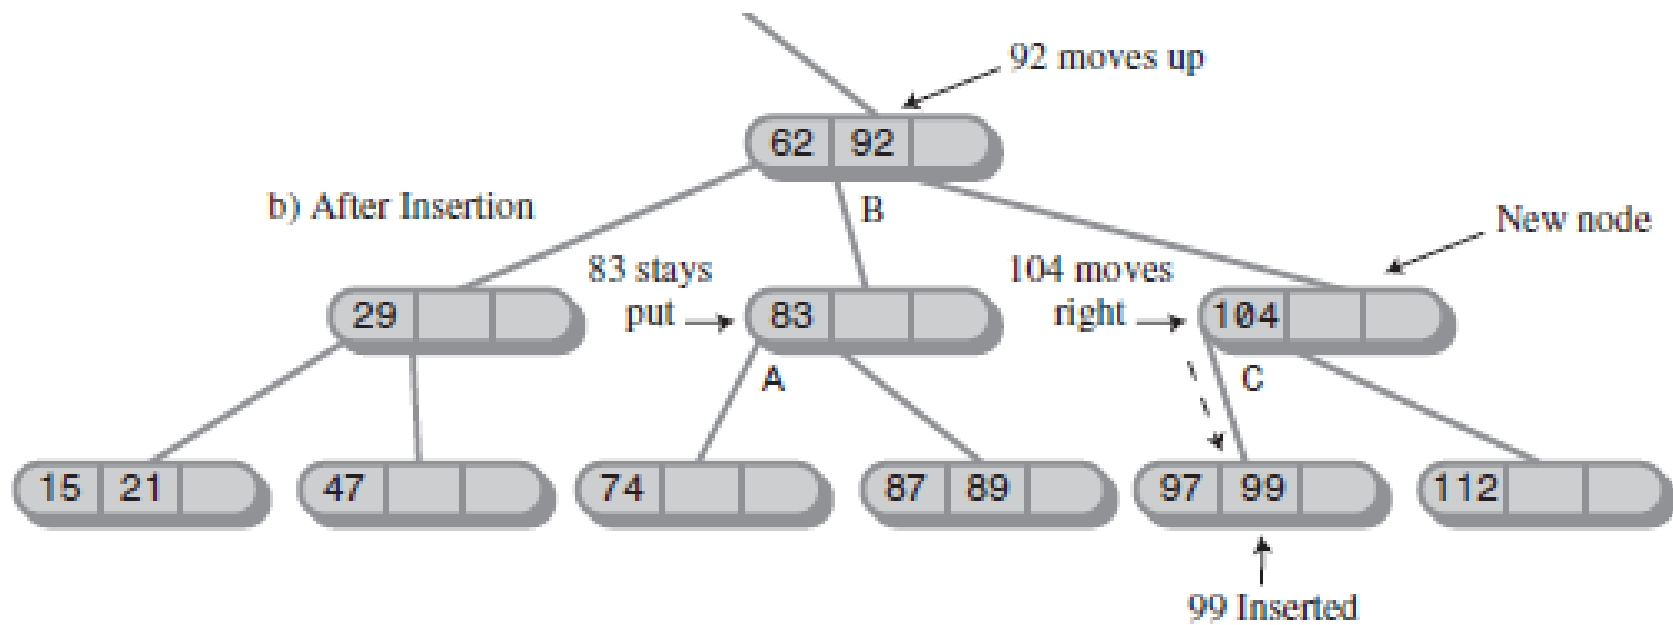 92 moves up
62 92
b) After Insertion
B
New node
83 stays
put
104 moves
right
29
83
104
A
C
15 21
47
74
87 89
97 99
112
99 Inserted